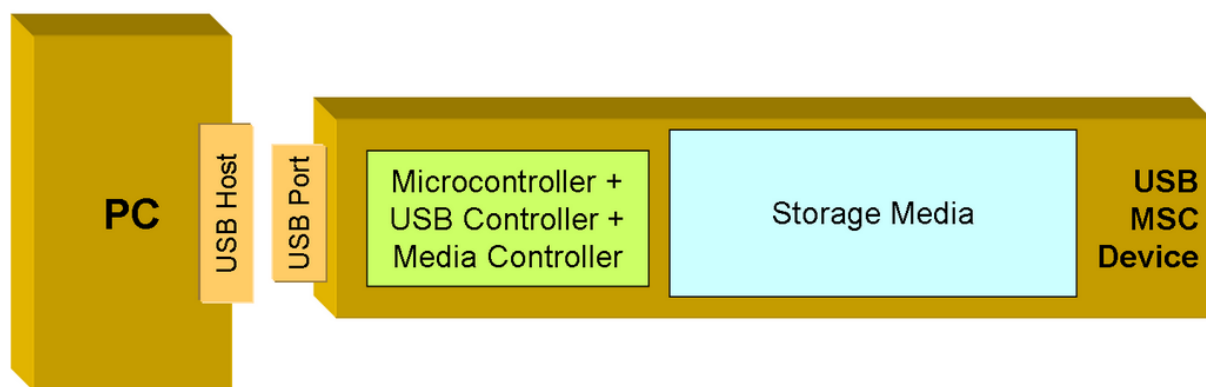 PC
USB Host
USB Port
Microcontroller +
USB Controller +
Media Controller
Storage Media
USB
MSC
Device